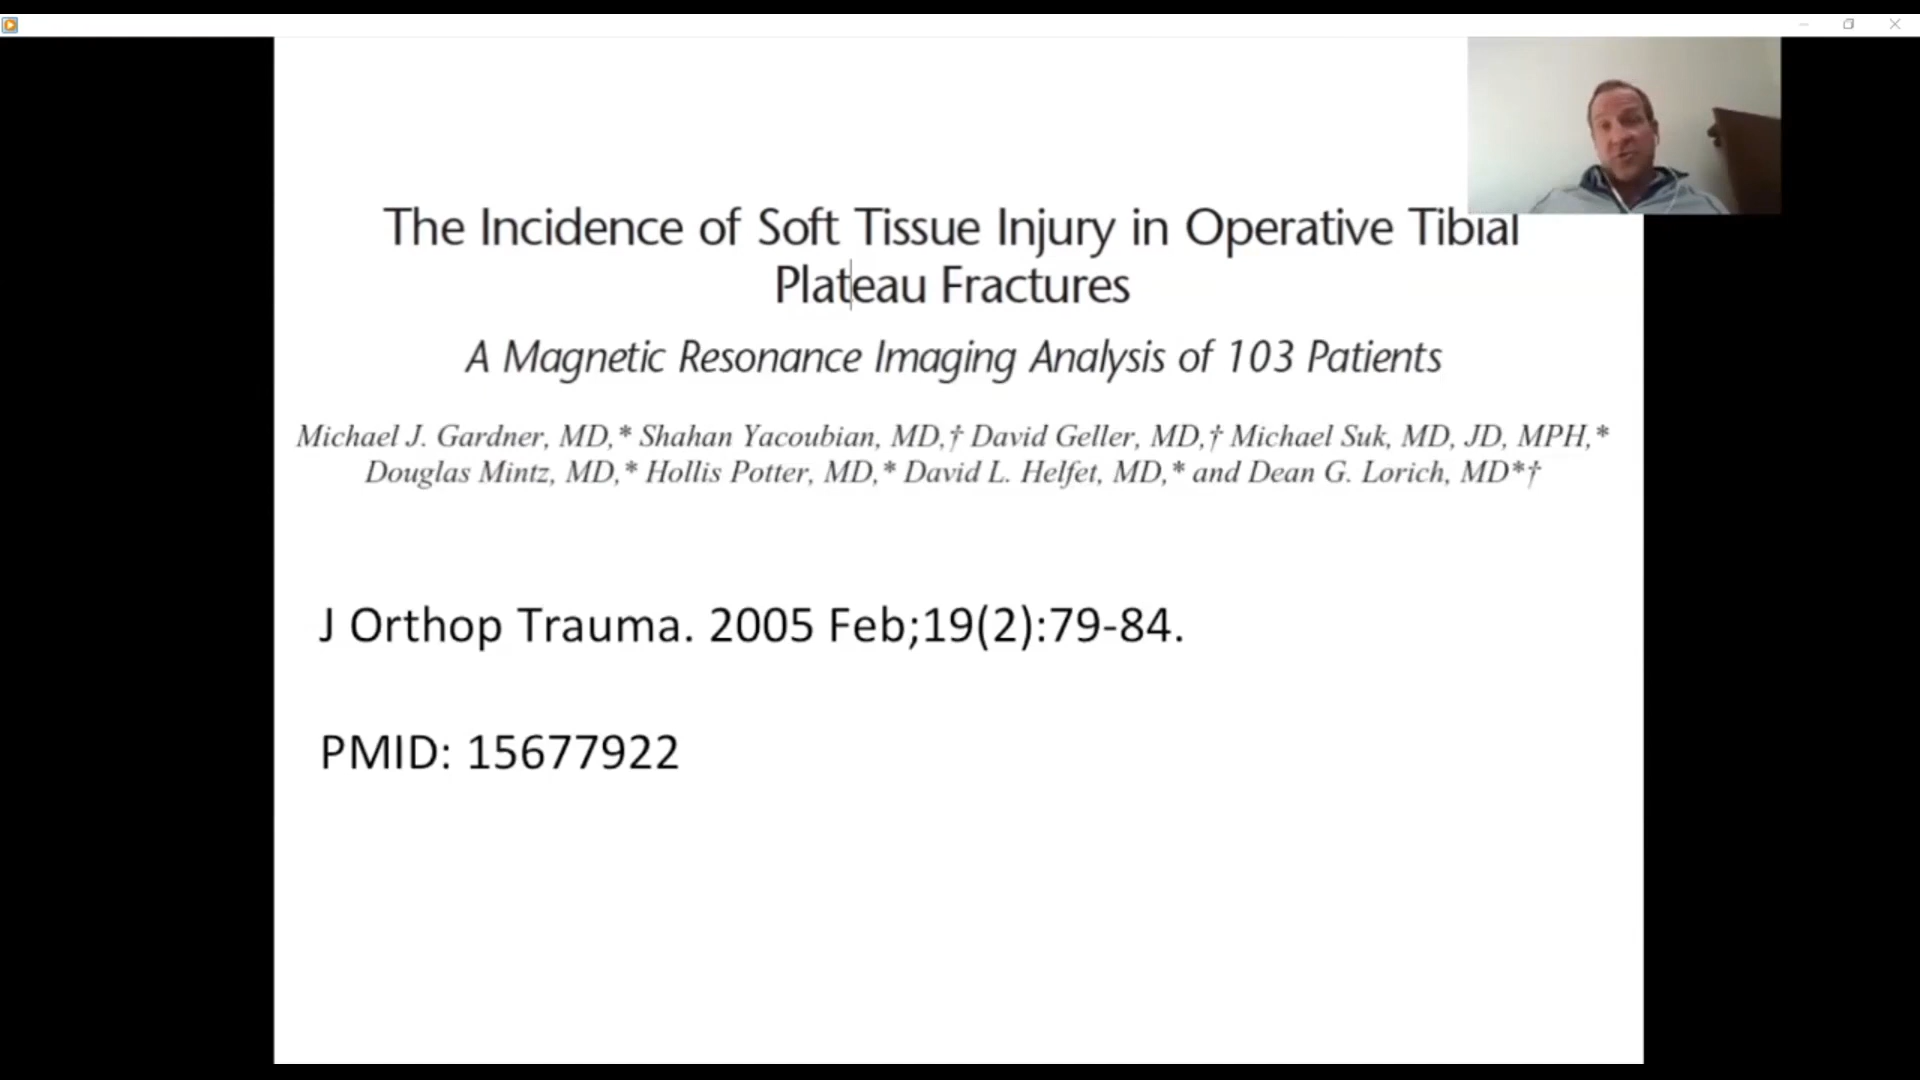 The Incidence of Soft Tissue Injury in Operative Tibial
Plateau Fractures
A Magnetic Resonance Imaging Analysis of 103 Patients
Michael J. Gardner, MD,* Shahan Yacoubian, MD,† David Geller, MD,† Michael Suk, MD, JD, MPH,*
Douglas Mintz, MD,* Hollis Potter, MD,* David L. Helfet, MD,* and Dean G. Lorich, MD*†
J Orthop Trauma. 2005 Feb;19(2):79-84.
PMID: 15677922